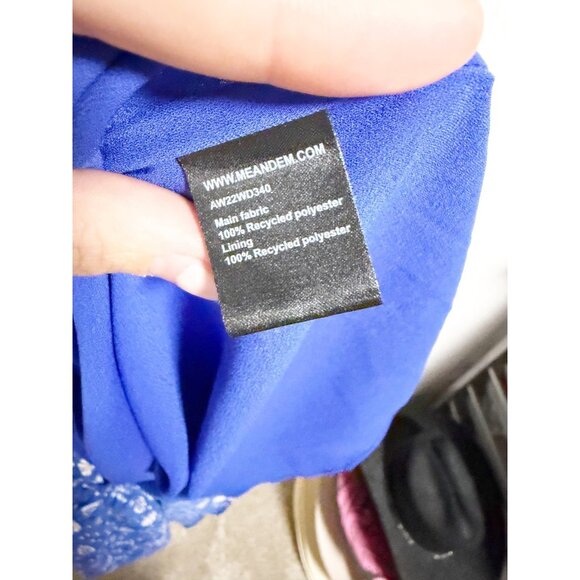 WWW.MEANDEM.COM
AW22WD340
Main fabric
100% Recycled polyester
Lining
100% Recycled polyester